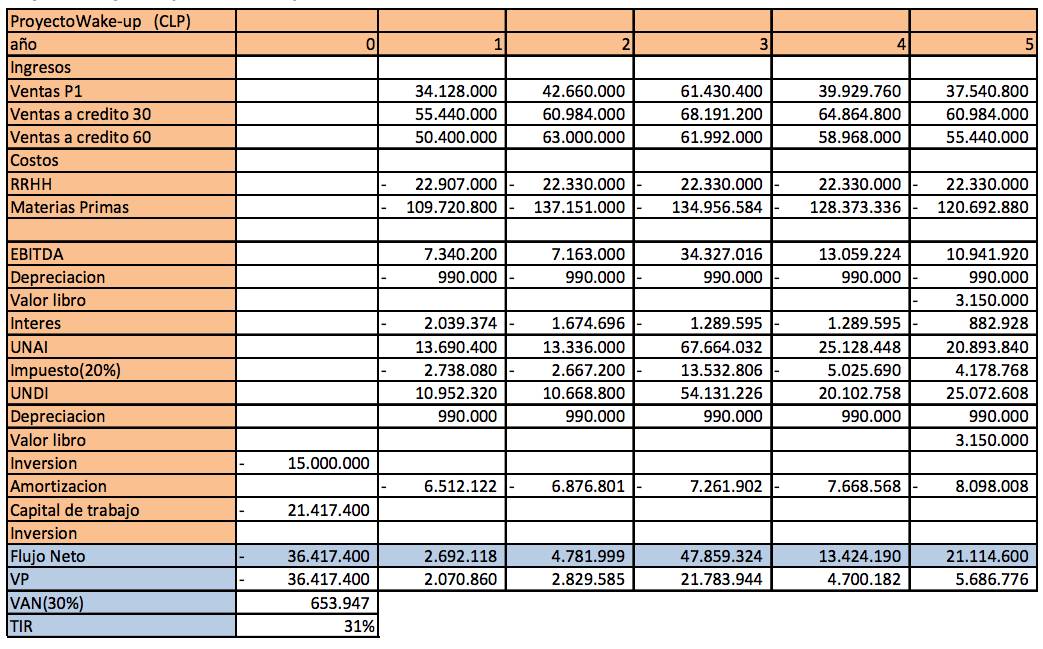 ProyectoWake-up (CLP)
año 0 1 2 3 4 5
Ingresos
Ventas P1 34.128.000 42.660.000 61.430.400 39.929.760 37.540.800
Ventas a credito 30 55.440.000 60.984.000 68.191.200 64.864.800 60.984.000
Ventas a credito 60 50.400.000 63.000.000 61.992.000 58.968.000 55.440.000
Costos
RRHH - 22.907.000 - 22.330.000 - 22.330.000 - 22.330.000 - 22.330.000
Materias Primas - 109.720.800 - 137.151.000 - 134.956.584 - 128.373.336 - 120.692.880
EBITDA 7.340.200 7.163.000 34.327.016 13.059.224 10.941.920
Depreciacion - 990.000 - 990.000 - 990.000 - 990.000 - 990.000
Valor libro - 3.150.000
Interes - 2.039.374 - 1.674.696 - 1.289.595 - 1.289.595 - 882.928
UNAI 13.690.400 13.336.000 67.664.032 25.128.448 20.893.840
Impuesto(20%) - 2.738.080 - 2.667.200 - 13.532.806 - 5.025.690 4.178.768
UNDI 10.952.320 10.668.800 54.131.226 20.102.758 25.072.608
Depreciacion 990.000 990.000 990.000 990.000 990.000
Valor libro 3.150.000
Inversion - 15.000.000
Amortizacion - 6.512.122 - 6.876.801 - 7.261.902 - 7.668.568 - 8.098.008
Capital de trabajo - 21.417.400
Inversion
Flujo Neto - 36.417.400 2.692.118 4.781.999 47.859.324 13.424.190 21.114.600
VP - 36.417.400 2.070.860 2.829.585 21.783.944 4.700.182 5.686.776
VAN(30%) 653.947
TIR 31%